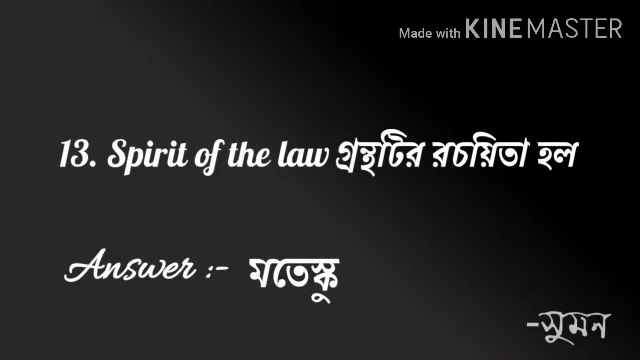 Made with KINEMASTER
13. Spirit of the law গ্রন্থটির রচয়িতা হল
Answer :- মতেস্কু
-সুমন